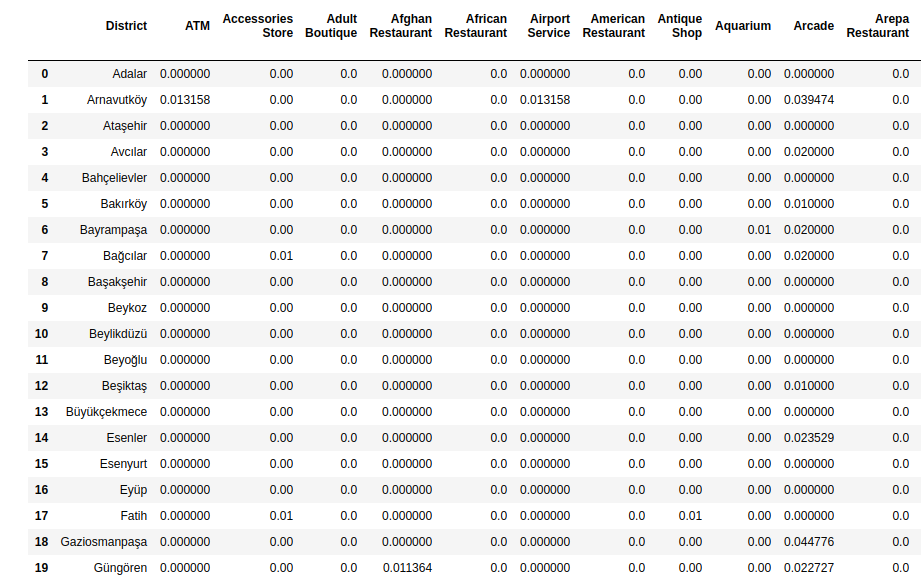 District ATM Accessories Store Adult Boutique Afghan Restaurant African Restaurant Airport Service American Restaurant Antique Shop Aquarium Arcade Arepa Restaurant
0 Adalar 0.000000 0.00 0.0 0.000000 0.0 0.000000 0.0 0.00 0.00 0.000000 0.0
1 Arnavutköy 0.013158 0.00 0.0 0.000000 0.0 0.013158 0.0 0.00 0.00 0.039474 0.0
2 Ataşehir 0.000000 0.00 0.0 0.000000 0.0 0.000000 0.0 0.00 0.00 0.000000 0.0
3 Avcılar 0.000000 0.00 0.0 0.000000 0.0 0.000000 0.0 0.00 0.00 0.020000 0.0
4 Bahçelievler 0.000000 0.00 0.0 0.000000 0.0 0.000000 0.0 0.00 0.00 0.000000 0.0
5 Bakırköy 0.000000 0.00 0.0 0.000000 0.0 0.000000 0.0 0.00 0.00 0.010000 0.0
6 Bayrampaşa 0.000000 0.00 0.0 0.000000 0.0 0.000000 0.0 0.00 0.01 0.020000 0.0
7 Bağcılar 0.000000 0.01 0.0 0.000000 0.0 0.000000 0.0 0.00 0.00 0.020000 0.0
8 Başakşehir 0.000000 0.00 0.0 0.000000 0.0 0.000000 0.0 0.00 0.00 0.000000 0.0
9 Beykoz 0.000000 0.00 0.0 0.000000 0.0 0.000000 0.0 0.00 0.00 0.000000 0.0
10 Beylikdüzü 0.000000 0.00 0.0 0.000000 0.0 0.000000 0.0 0.00 0.00 0.000000 0.0
11 Beyoğlu 0.000000 0.00 0.0 0.000000 0.0 0.000000 0.0 0.00 0.00 0.000000 0.0
12 Beşiktaş 0.000000 0.00 0.0 0.000000 0.0 0.000000 0.0 0.00 0.00 0.010000 0.0
13 Büyükçekmece 0.000000 0.00 0.0 0.000000 0.0 0.000000 0.0 0.00 0.00 0.000000 0.0
14 Esenler 0.000000 0.00 0.0 0.000000 0.0 0.000000 0.0 0.00 0.00 0.023529 0.0
15 Esenyurt 0.000000 0.00 0.0 0.000000 0.0 0.000000 0.0 0.00 0.00 0.000000 0.0
16 Eyüp 0.000000 0.00 0.0 0.000000 0.0 0.000000 0.0 0.00 0.00 0.000000 0.0
17 Fatih 0.000000 0.01 0.0 0.000000 0.0 0.000000 0.0 0.01 0.00 0.000000 0.0
18 Gaziosmanpaşa 0.000000 0.00 0.0 0.000000 0.0 0.000000 0.0 0.00 0.00 0.044776 0.0
19 Güngören 0.000000 0.00 0.0 0.011364 0.0 0.000000 0.0 0.00 0.00 0.022727 0.0